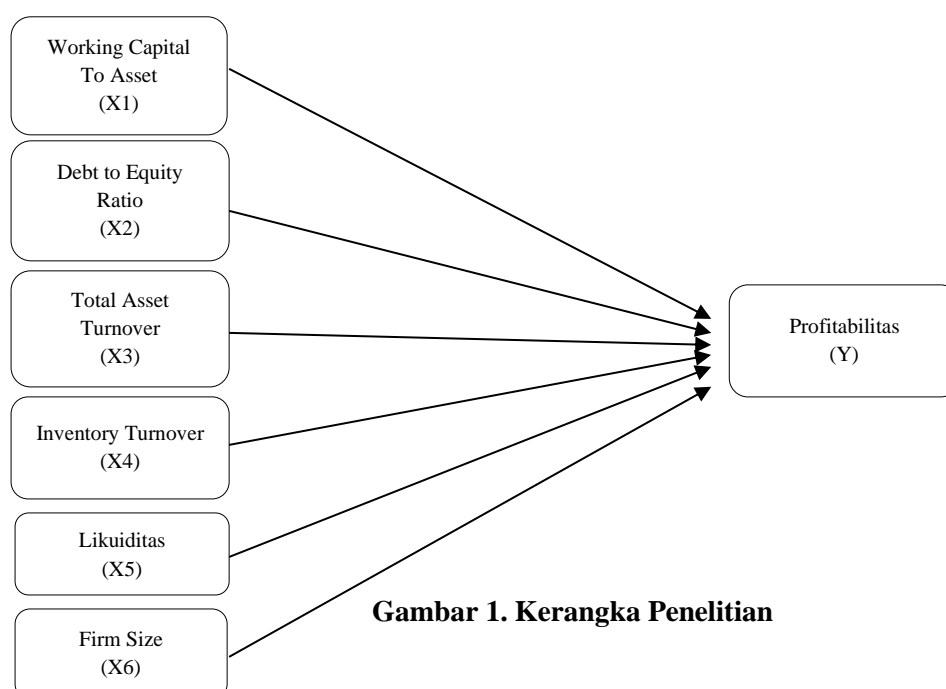 Working Capital
To Asset
(X1)
Debt to Equity
Ratio
(X2)
Total Asset
Turnover
(X3)
Inventory Turnover
(X4)
Likuiditas
(X5)
Firm Size
(X6)
Profitabilitas
(Y)
Gambar 1. Kerangka Penelitian